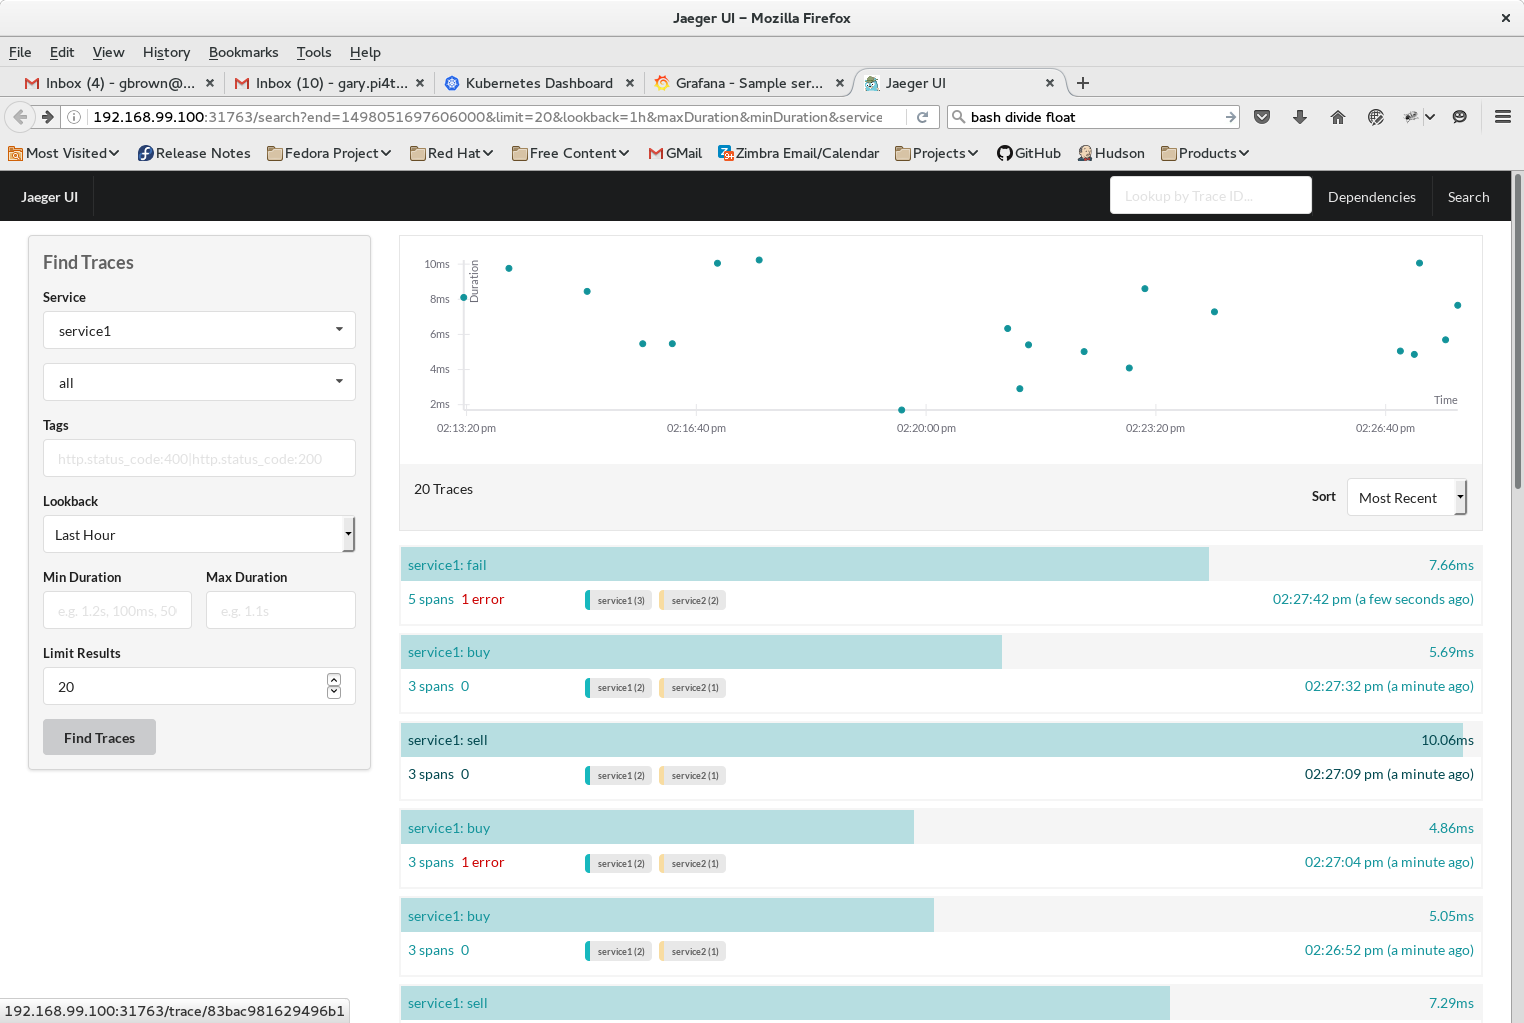 Jaeger UI – Mozilla Firefox
File Edit View History Bookmarks Tools Help
Inbox (4) - gbrown@... Inbox (10) - gary.pi4t... Kubernetes Dashboard Grafana - Sample ser... Jaeger UI
192.168.99.100:31763/search?end=1498051697606000&limit=20&lookback=1h&maxDuration&minDuration&service
bash divide float
Most Visited Release Notes Fedora Project Red Hat Free Content GMail Zimbra Email/Calendar Projects GitHub Hudson Products
Jaeger UI Lookup by Trace ID... Dependencies Search
Find Traces
Service
service1
all
Tags
http.status_code:400|http.status_code:200
Lookback
Last Hour
Min Duration Max Duration
e.g. 1.2s, 100ms, 50 e.g. 1.1s
Limit Results
20
Find Traces
Duration
10ms
8ms
6ms
4ms
2ms
Time
02:13:20 pm 02:16:40 pm 02:20:00 pm 02:23:20 pm 02:26:40 pm
20 Traces Sort Most Recent
service1: fail 7.66ms
5 spans 1 error service1 (3) service2 (2) 02:27:42 pm (a few seconds ago)
service1: buy 5.69ms
3 spans 0 service1 (2) service2 (1) 02:27:32 pm (a minute ago)
service1: sell 10.06ms
3 spans 0 service1 (2) service2 (1) 02:27:09 pm (a minute ago)
service1: buy 4.86ms
3 spans 1 error service1 (2) service2 (1) 02:27:04 pm (a minute ago)
service1: buy 5.05ms
3 spans 0 service1 (2) service2 (1) 02:26:52 pm (a minute ago)
service1: sell 7.29ms
192.168.99.100:31763/trace/83bac981629496b1